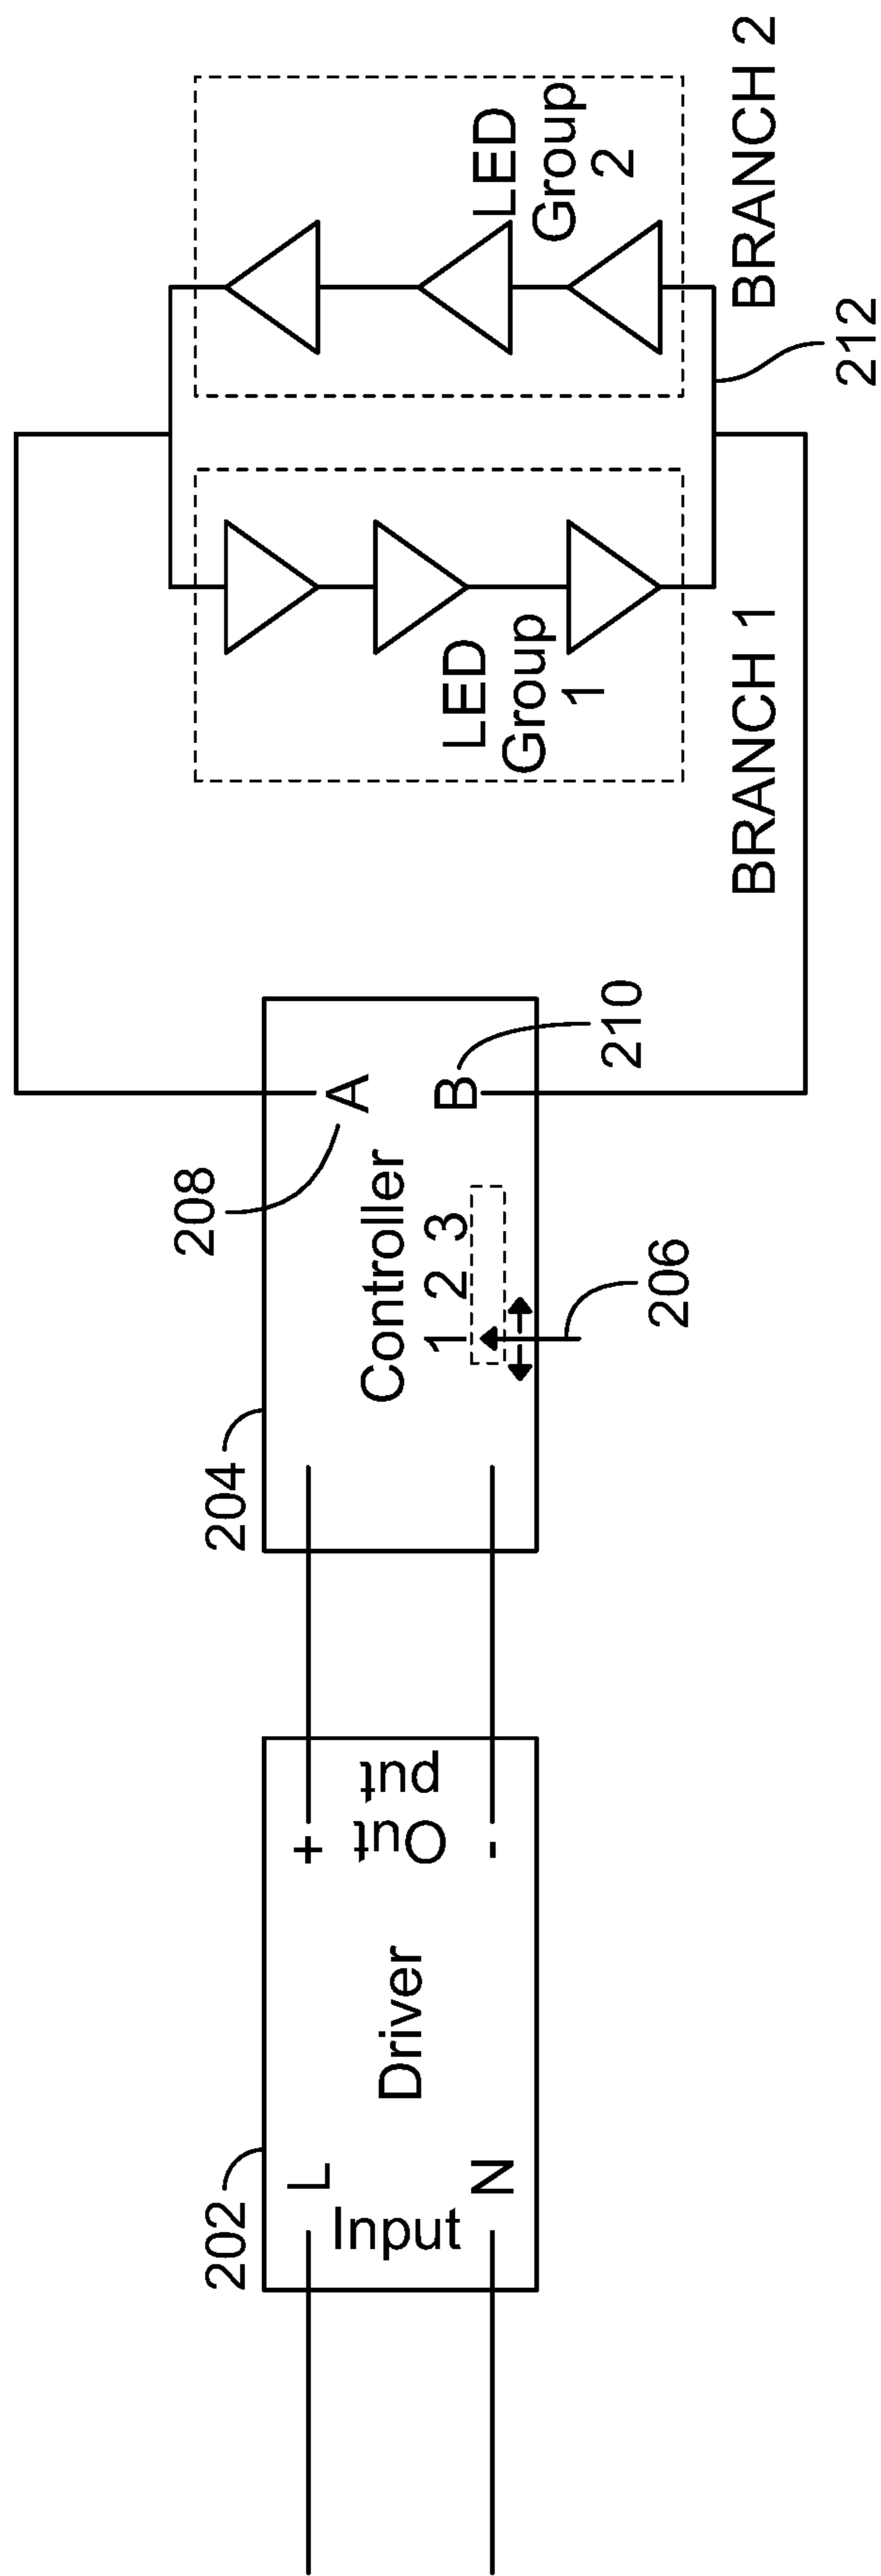 202
L
Input
N
Driver
+
Out
put
-
204
Controller
1 2 3
206
208
A
B
210
LED
Group
1
BRANCH 1
LED
Group
2
BRANCH 2
212